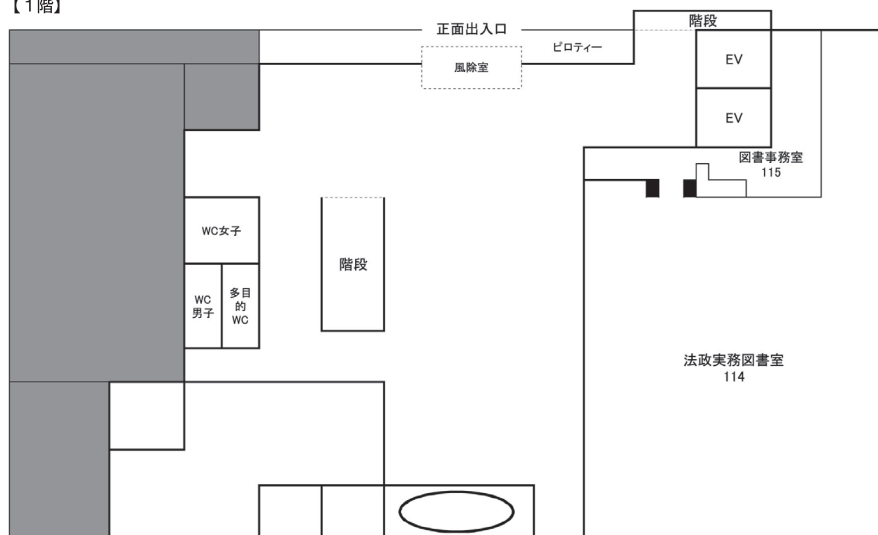 【1階】
正面出入口
風除室
ピロティー
階段
EV
EV
図書事務室
115
WC女子
WC
男子
多目
的
WC
階段
法政実務図書室
114